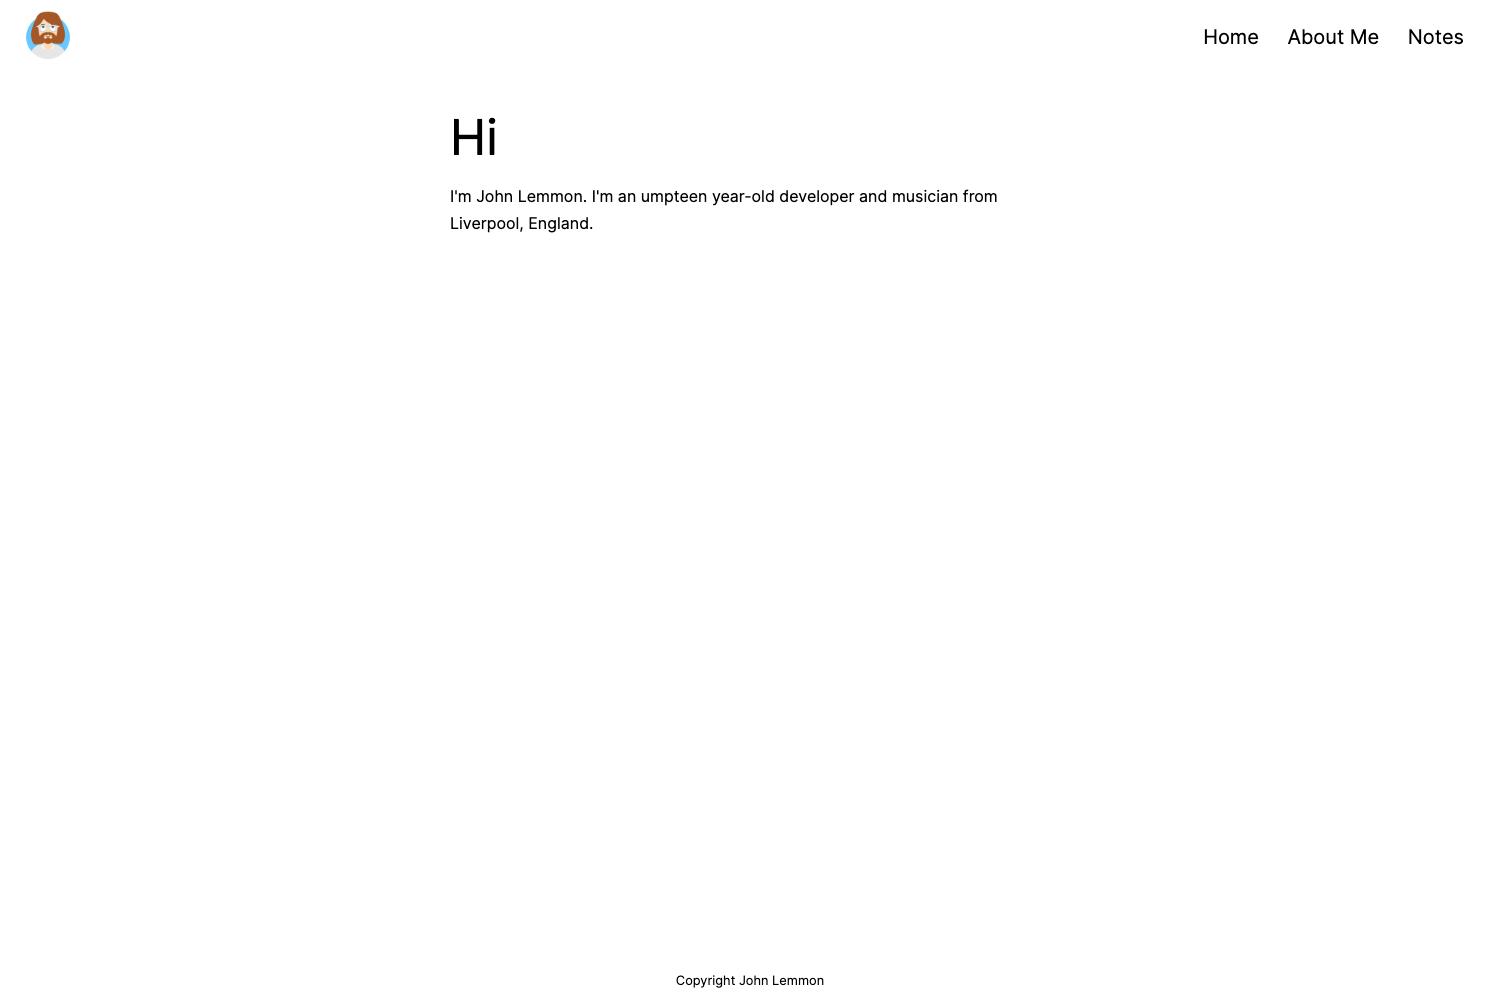 Home
About Me
Notes
Hi
I'm John Lemmon. I'm an umpteen year-old developer and musician from
Liverpool, England.
Copyright John Lemmon